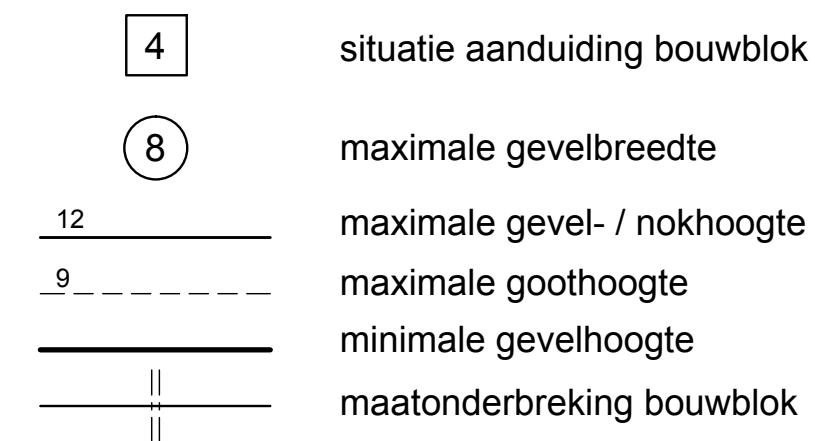 4 situatie aanduiding bouwblok
8 maximale gevelbreedte
12 maximale gevel- / nokhoogte
9 maximale goothoogte
minimale gevelhoogte
maatonderbreking bouwblok